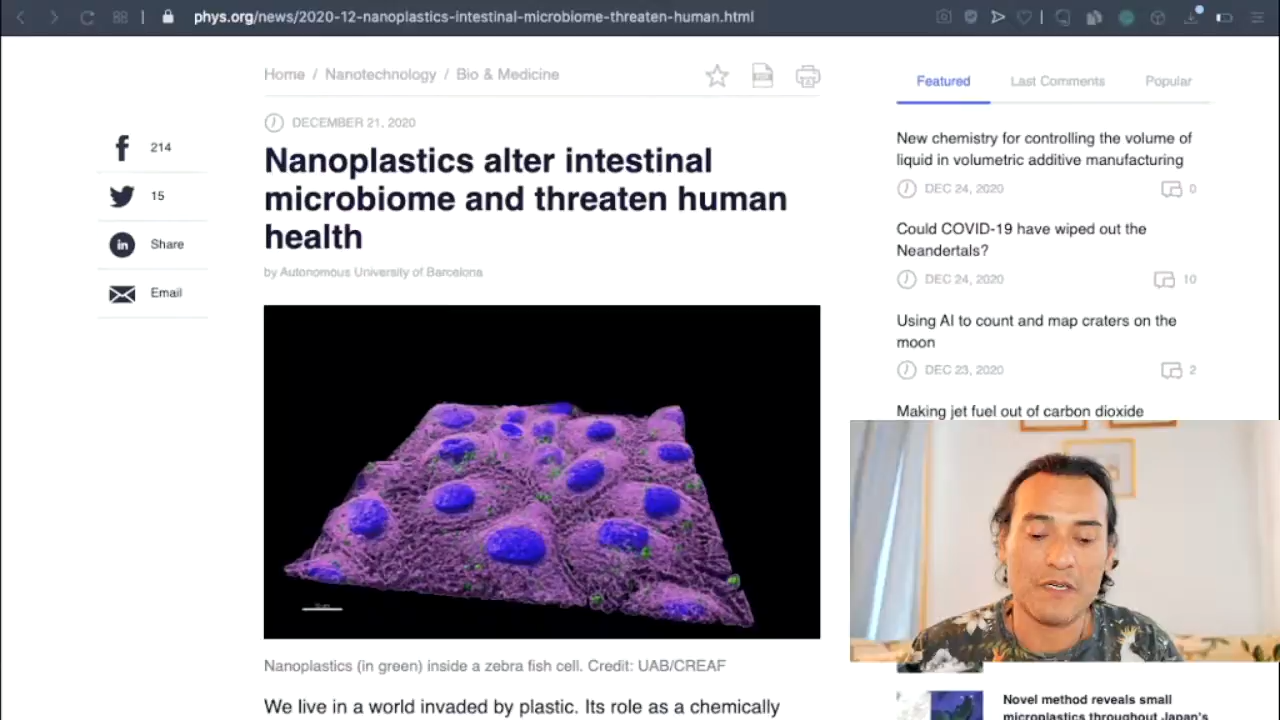 phys.org/news/2020-12-nanoplastics-intestinal-microbiome-threaten-human.html
Home / Nanotechnology / Bio & Medicine
DECEMBER 21, 2020
Nanoplastics alter intestinal
microbiome and threaten human
health
by Autonomous University of Barcelona
214
15
Share
Email
Nanoplastics (in green) inside a zebra fish cell. Credit: UAB/CREAF
We live in a world invaded by plastic. Its role as a chemically
Featured Last Comments Popular
New chemistry for controlling the volume of
liquid in volumetric additive manufacturing
DEC 24, 2020 0
Could COVID-19 have wiped out the
Neandertals?
DEC 24, 2020 10
Using AI to count and map craters on the
moon
DEC 23, 2020 2
Making jet fuel out of carbon dioxide
Novel method reveals small
microplastics throughout Japan's